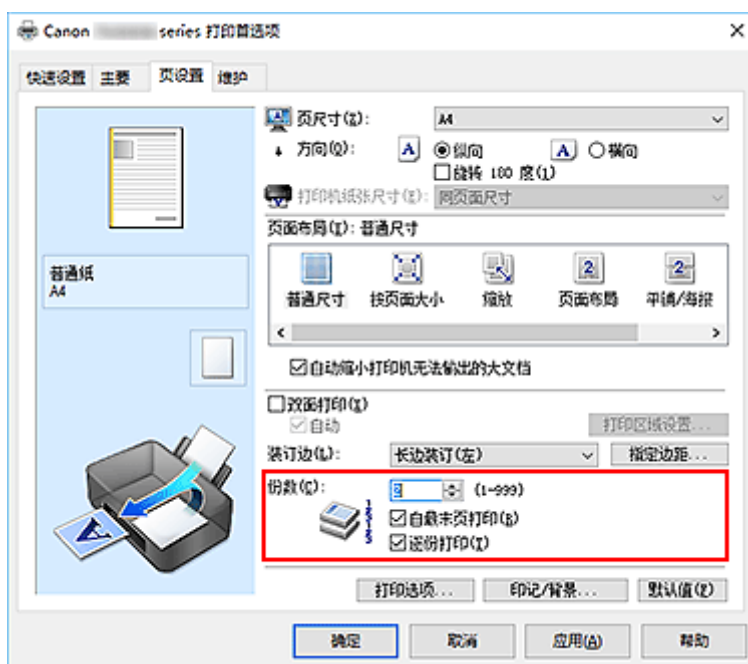 Canon series 打印首选项
快速设置 主要 页设置 维护
页尺寸(Z): A4
方向(O): A 纵向 A 横向
旋转 180 度(1)
打印机纸张尺寸(E): 同页面尺寸
页面布局(I): 普通尺寸
普通尺寸 按页面大小 缩放 页面布局 平铺/海报
自动缩小打印机无法输出的大文档
普通纸
A4
双面打印(X)
自动
打印区域设置...
装订边(L): 长边装订(左) 指定边距...
份数(C): (1-999)
自最末页打印(B)
逐份打印(T)
打印选项... 印记/背景... 默认值(F)
确定 取消 应用(A) 帮助